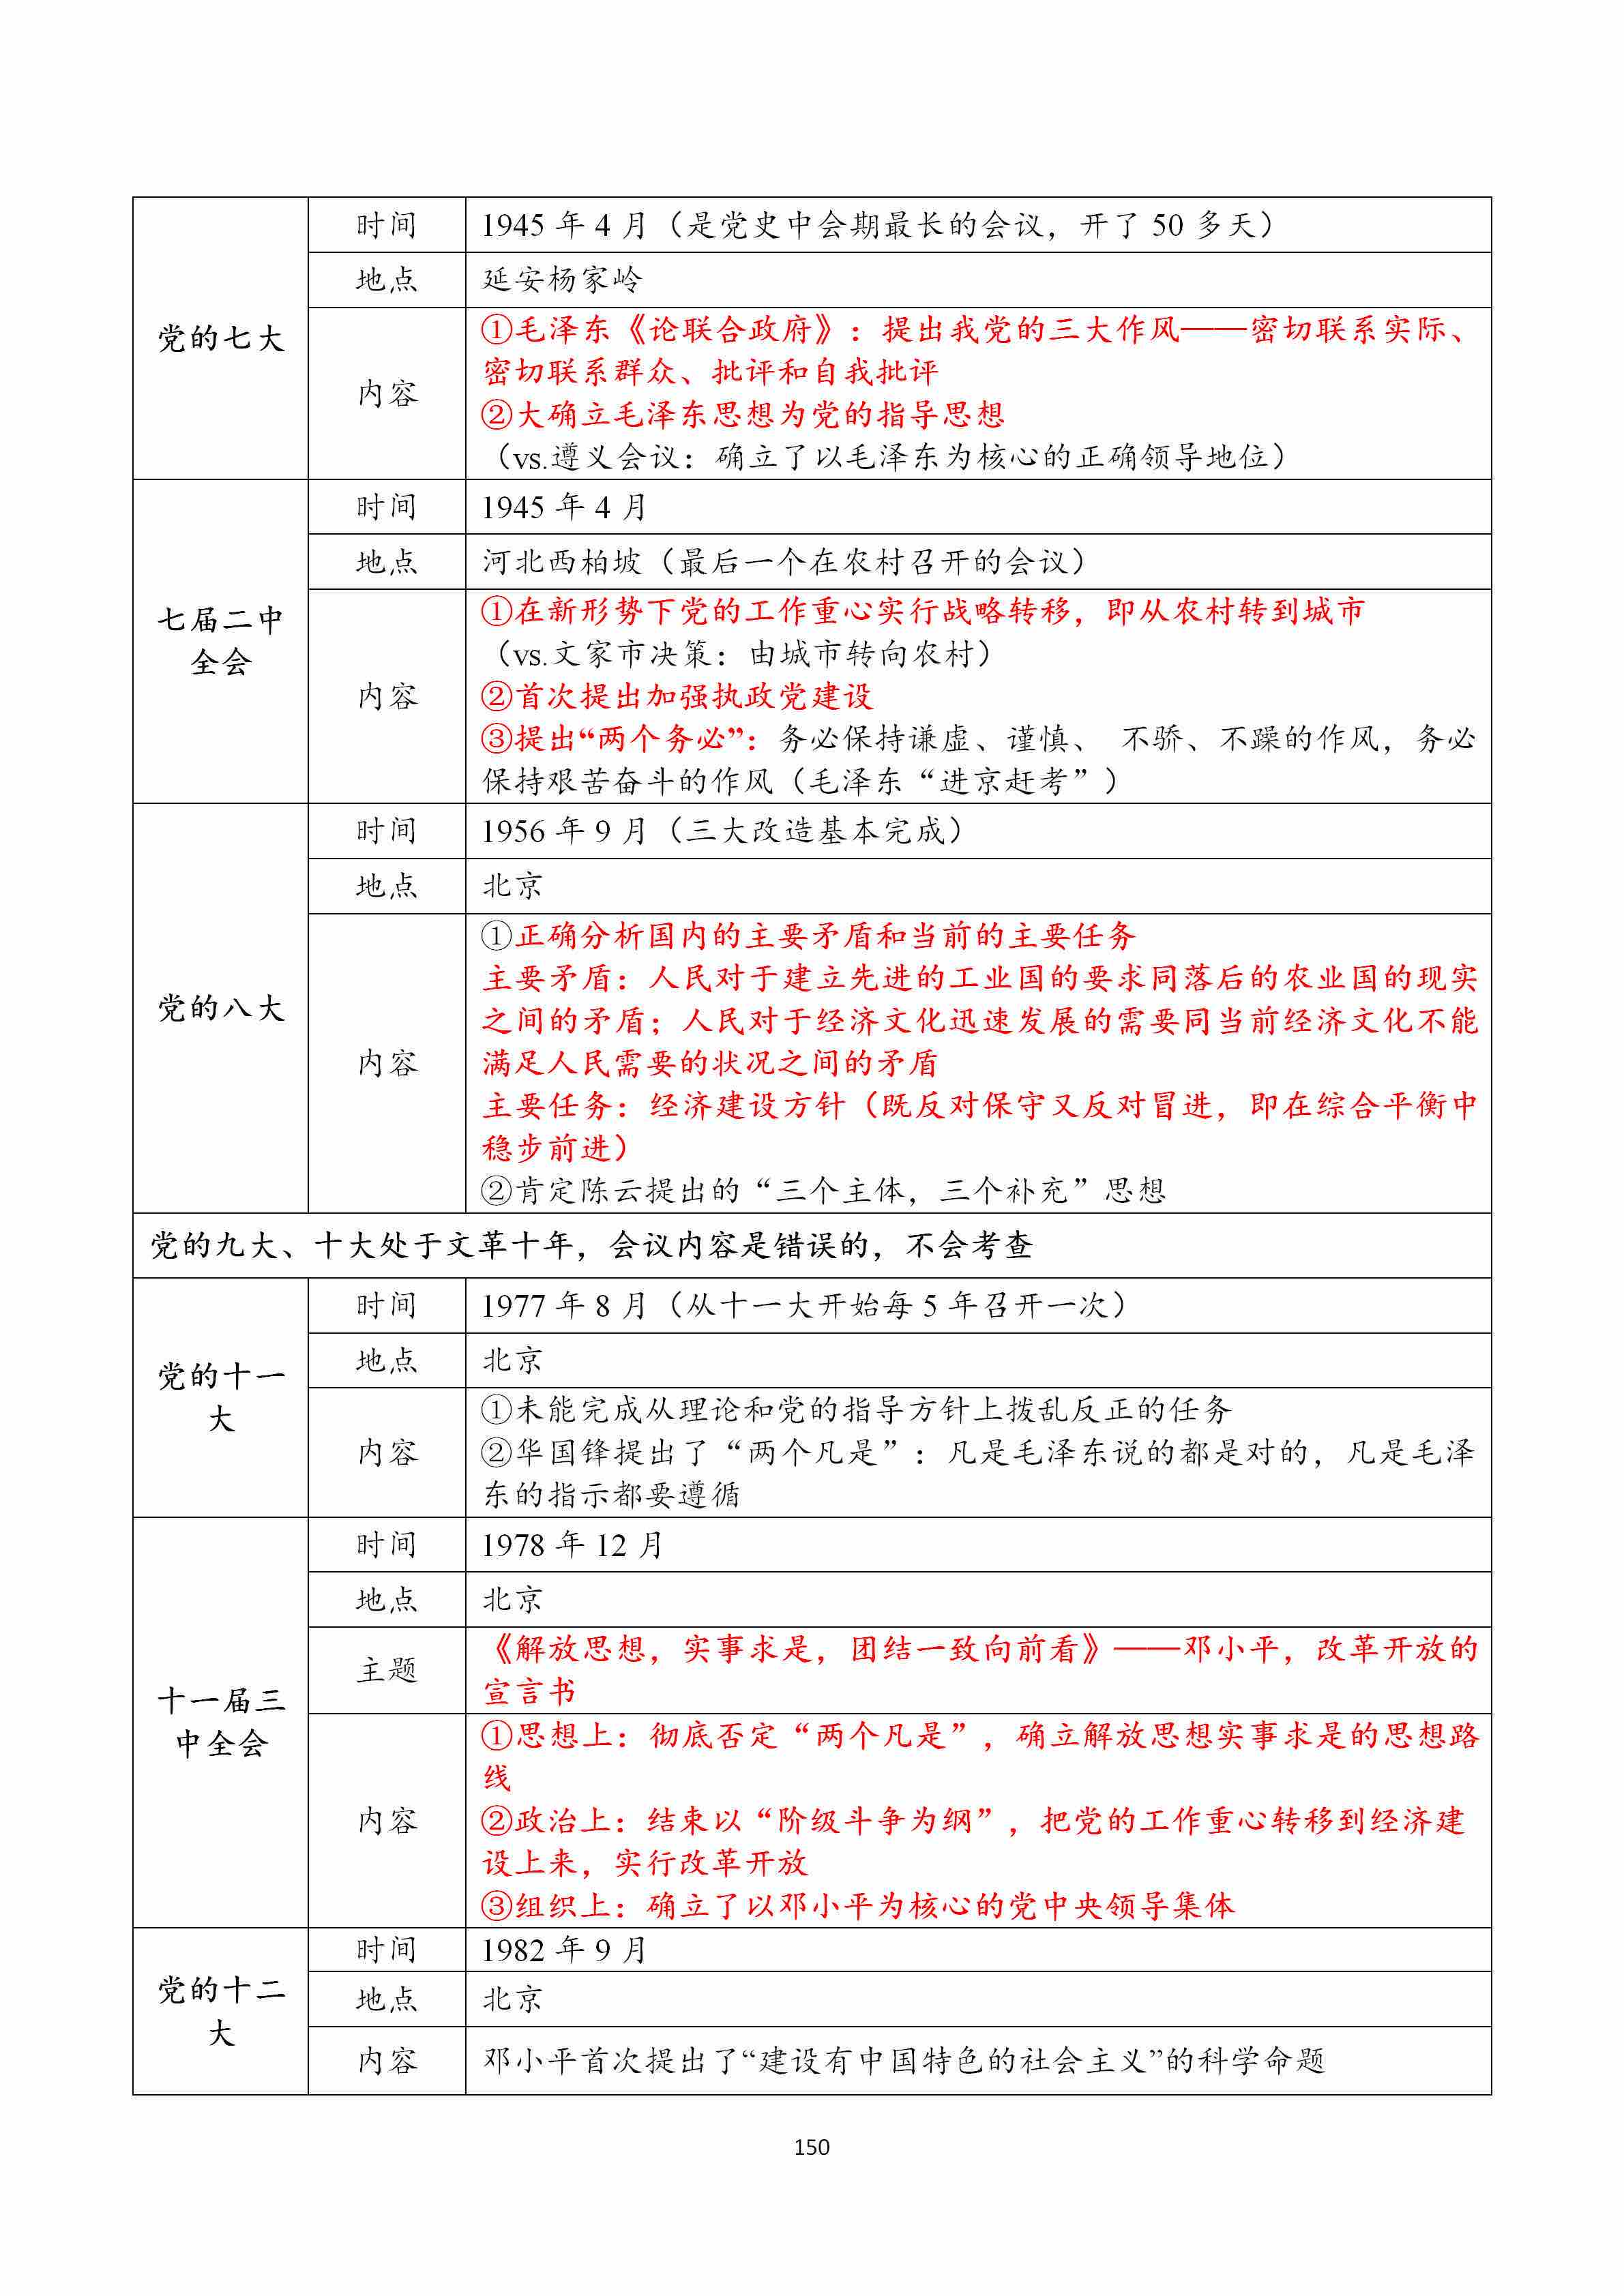 党的七大
时间
1945 年 4 月（是党史中会期最长的会议，开了 50 多天）
地点
延安杨家岭
内容
①毛泽东《论联合政府》：提出我党的三大作风——密切联系实际、
密切联系群众、批评和自我批评
②大确立毛泽东思想为党的指导思想
（vs.遵义会议：确立了以毛泽东为核心的正确领导地位）
七届二中
全会
时间
1945 年 4 月
地点
河北西柏坡（最后一个在农村召开的会议）
内容
①在新形势下党的工作重心实行战略转移，即从农村转到城市
（vs.文家市决策：由城市转向农村）
②首次提出加强执政党建设
③提出“两个务必”：务必保持谦虚、谨慎、 不骄、不躁的作风，务必
保持艰苦奋斗的作风（毛泽东“进京赶考”）
党的八大
时间
1956 年 9 月（三大改造基本完成）
地点
北京
内容
①正确分析国内的主要矛盾和当前的主要任务
主要矛盾：人民对于建立先进的工业国的要求同落后的农业国的现实
之间的矛盾；人民对于经济文化迅速发展的需要同当前经济文化不能
满足人民需要的状况之间的矛盾
主要任务：经济建设方针（既反对保守又反对冒进，即在综合平衡中
稳步前进）
②肯定陈云提出的“三个主体，三个补充”思想
党的九大、十大处于文革十年，会议内容是错误的，不会考查
党的十一
大
时间
1977 年 8 月（从十一大开始每 5 年召开一次）
地点
北京
内容
①未能完成从理论和党的指导方针上拨乱反正的任务
②华国锋提出了“两个凡是”：凡是毛泽东说的都是对的，凡是毛泽
东的指示都要遵循
十一届三
中全会
时间
1978 年 12 月
地点
北京
主题
《解放思想，实事求是，团结一致向前看》——邓小平，改革开放的
宣言书
内容
①思想上：彻底否定“两个凡是”，确立解放思想实事求是的思想路
线
②政治上：结束以“阶级斗争为纲”，把党的工作重心转移到经济建
设上来，实行改革开放
③组织上：确立了以邓小平为核心的党中央领导集体
党的十二
大
时间
1982 年 9 月
地点
北京
内容
邓小平首次提出了“建设有中国特色的社会主义”的科学命题
150